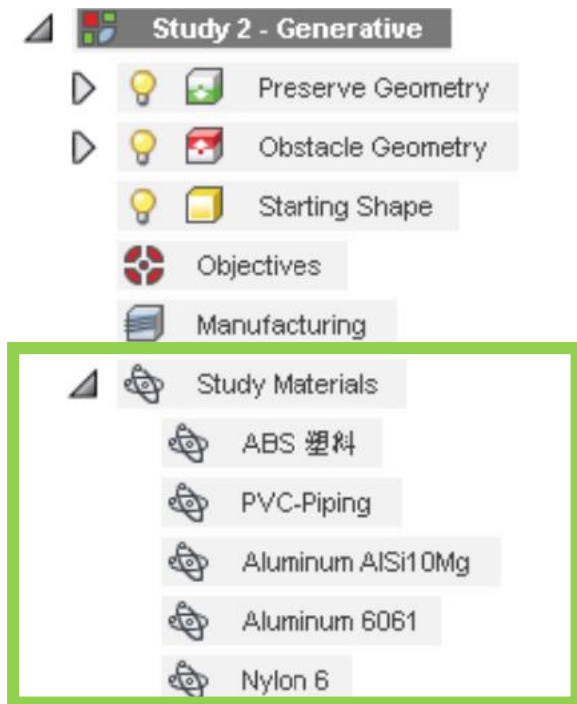 Study 2 - Generative
Preserve Geometry
Obstacle Geometry
Starting Shape
Objectives
Manufacturing
Study Materials
ABS 塑料
PVC-Piping
Aluminum AlSi10Mg
Aluminum 6061
Nylon 6